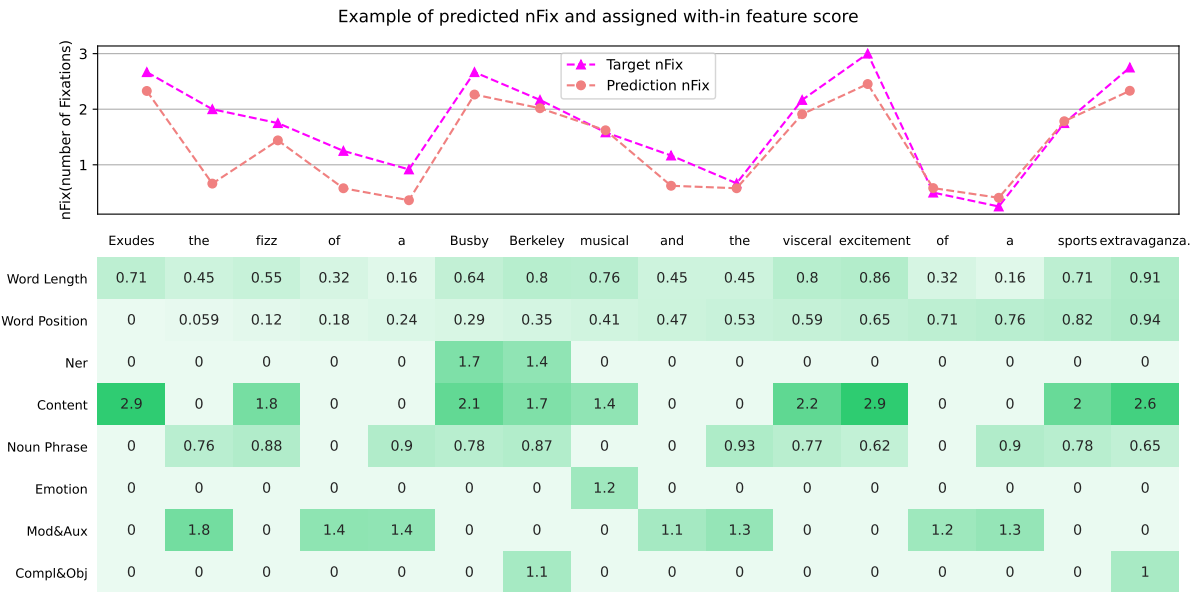 Example of predicted nFix and assigned with-in feature score
nFix(number of Fixations)
3
2
1
Target nFix
Prediction nFix
Exudes the fizz of a Busby Berkeley musical and the visceral excitement of a sports extravaganza.
Word Length 0.71 0.45 0.55 0.32 0.16 0.64 0.8 0.76 0.45 0.45 0.8 0.86 0.32 0.16 0.71 0.91
Word Position 0 0.059 0.12 0.18 0.24 0.29 0.35 0.41 0.47 0.53 0.59 0.65 0.71 0.76 0.82 0.94
Ner 0 0 0 0 0 1.7 1.4 0 0 0 0 0 0 0 0 0
Content 2.9 0 1.8 0 0 2.1 1.7 1.4 0 0 2.2 2.9 0 0 2 2.6
Noun Phrase 0 0.76 0.88 0 0.9 0.78 0.87 0 0 0.93 0.77 0.62 0 0.9 0.78 0.65
Emotion 0 0 0 0 0 0 0 1.2 0 0 0 0 0 0 0 0
Mod&Aux 0 1.8 0 1.4 1.4 0 0 0 1.1 1.3 0 0 1.2 1.3 0 0
Compl&Obj 0 0 0 0 0 0 1.1 0 0 0 0 0 0 0 0 1